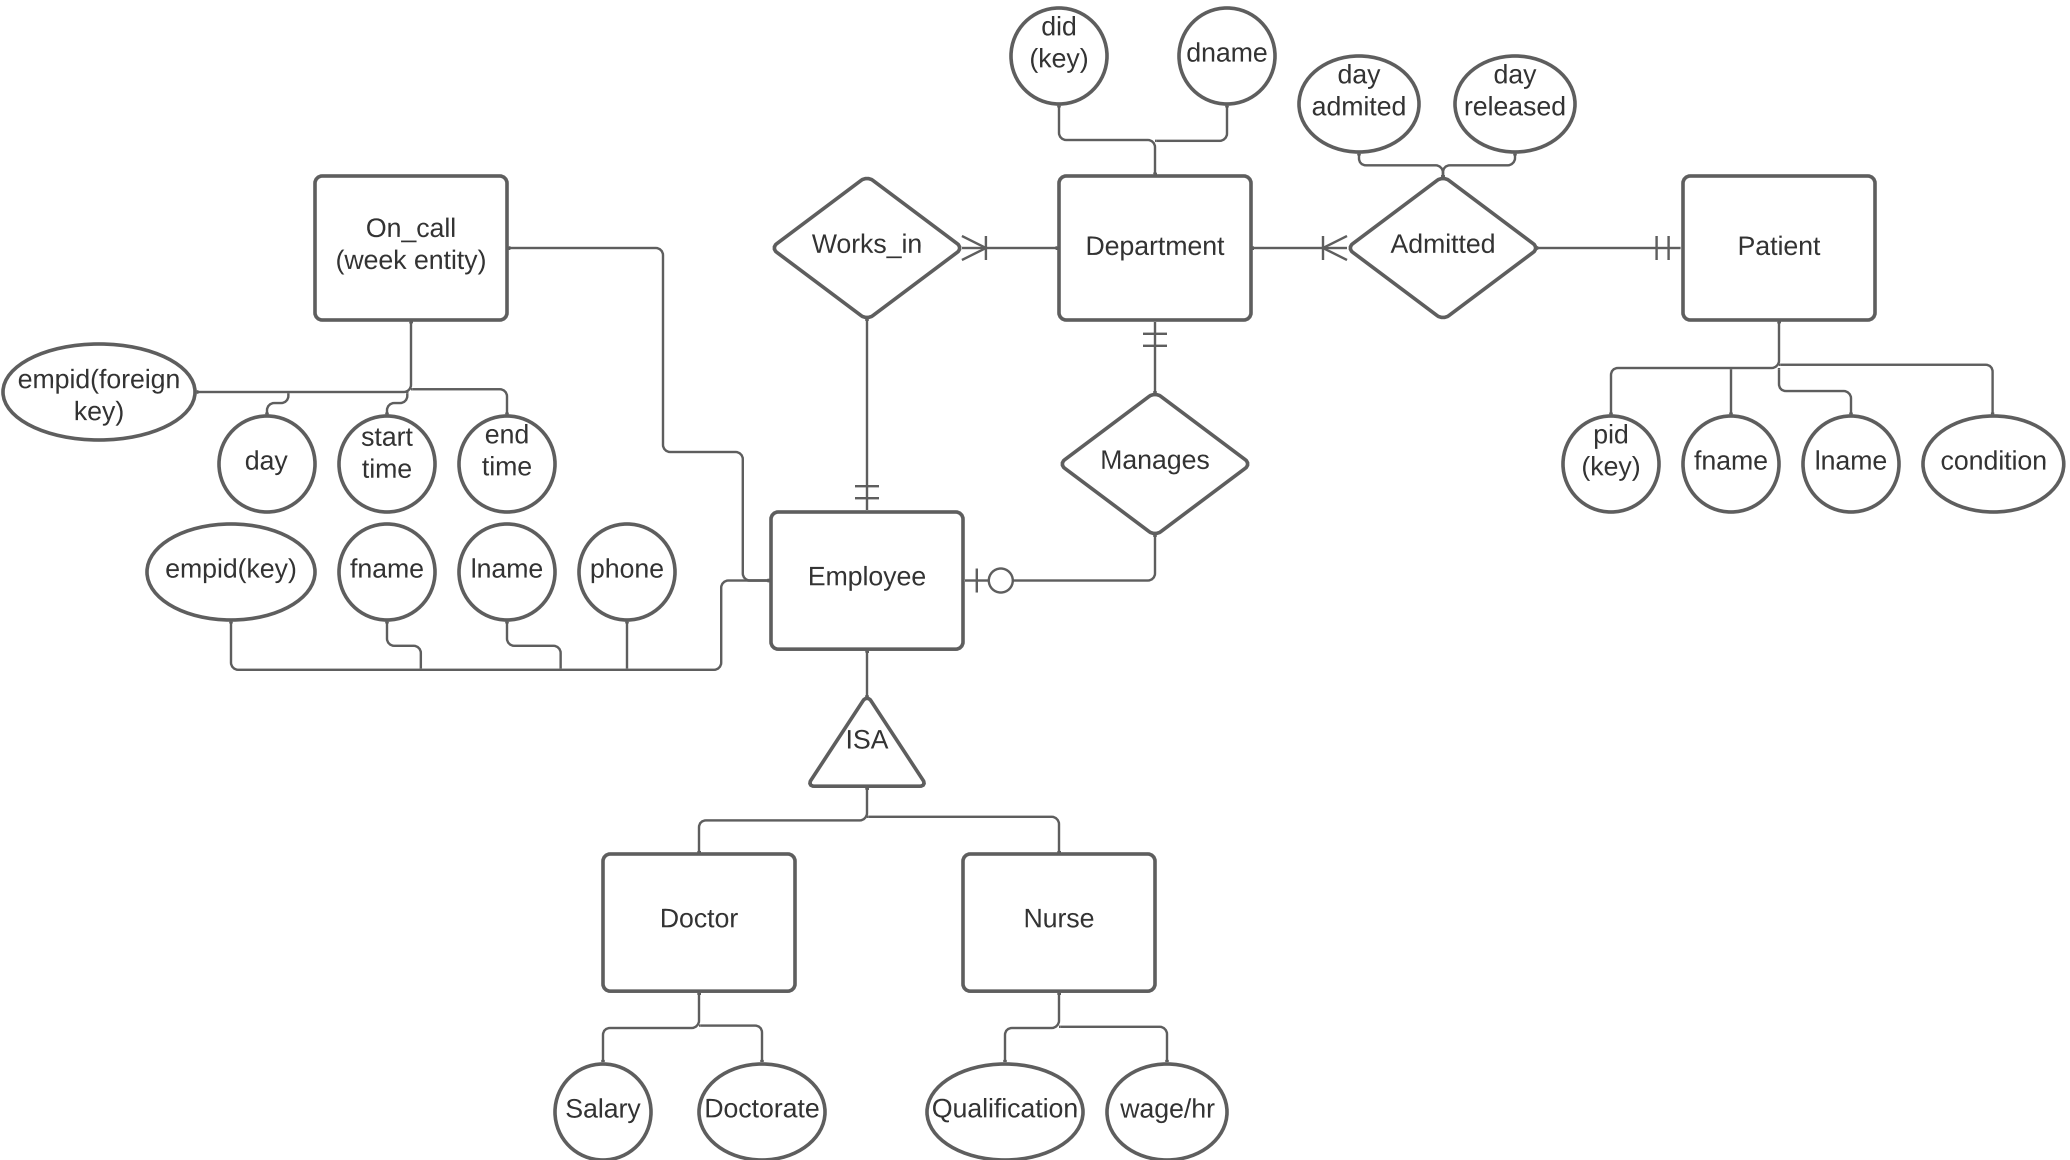 did
(key)
dname
day
admited
day
released
On_call
(week entity)
Works_in
Department
Admitted
Patient
empid(foreign
key)
day
start
time
end
time
Manages
pid
(key)
fname
lname
condition
empid(key)
fname
lname
phone
Employee
ISA
Doctor
Nurse
Salary
Doctorate
Qualification
wage/hr